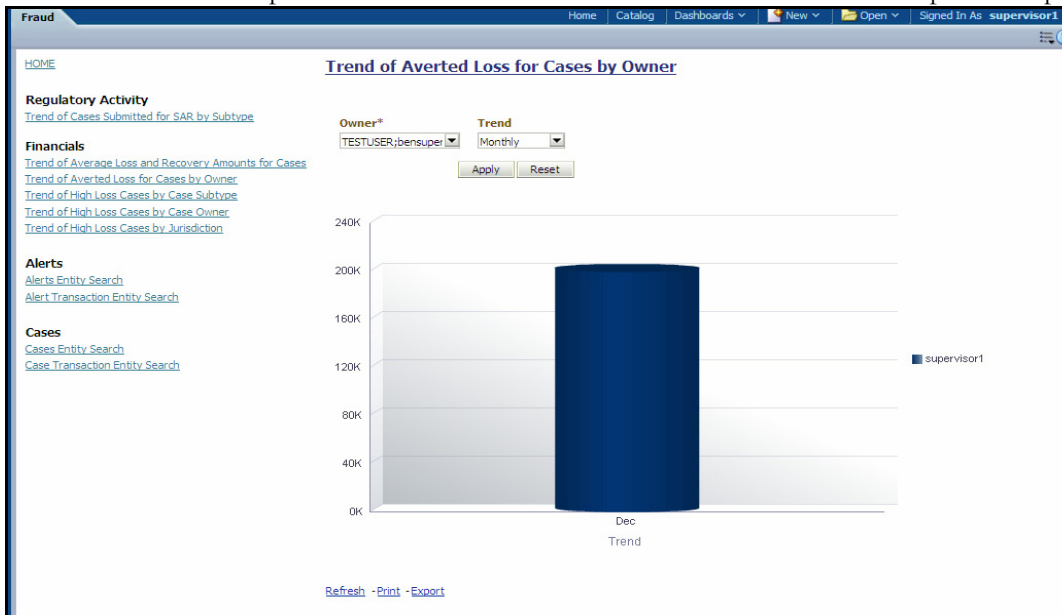 Fraud
Home Catalog Dashboards New Open Signed In As supervisor1
HOME
Regulatory Activity
Trend of Cases Submitted for SAR by Subtype
Financials
Trend of Average Loss and Recovery Amounts for Cases
Trend of Averted Loss for Cases by Owner
Trend of High Loss Cases by Case Subtype
Trend of High Loss Cases by Case Owner
Trend of High Loss Cases by Jurisdiction
Alerts
Alerts Entity Search
Alert Transaction Entity Search
Cases
Cases Entity Search
Case Transaction Entity Search
Trend of Averted Loss for Cases by Owner
Owner* Trend
TESTUSER;bensuper Monthly
Apply Reset
240K
200K
160K
120K
80K
40K
0K
Dec
Trend
supervisor1
Refresh - Print - Export